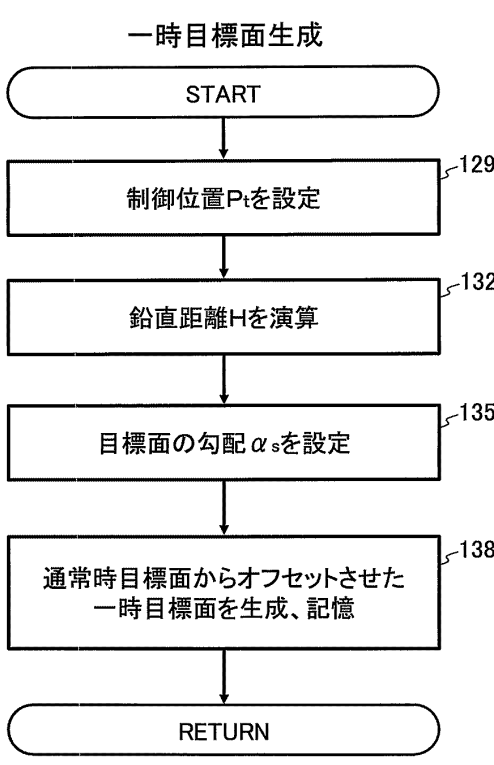 一時目標面生成
START
129
制御位置Ptを設定
132
鉛直距離Hを演算
135
目標面の勾配αsを設定
138
通常時目標面からオフセットさせた
一時目標面を生成、記憶
RETURN